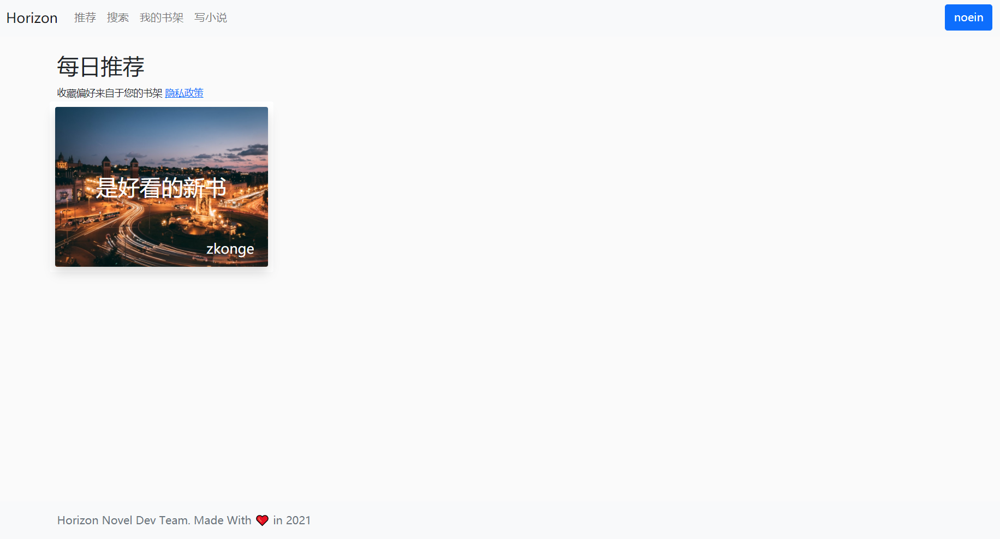 Horizon 推荐 搜索 我的书架 写小说 noein
每日推荐
收藏偏好来自于您的书架 隐私政策
是好看的新书
zkonge
Horizon Novel Dev Team. Made With ❤️ in 2021